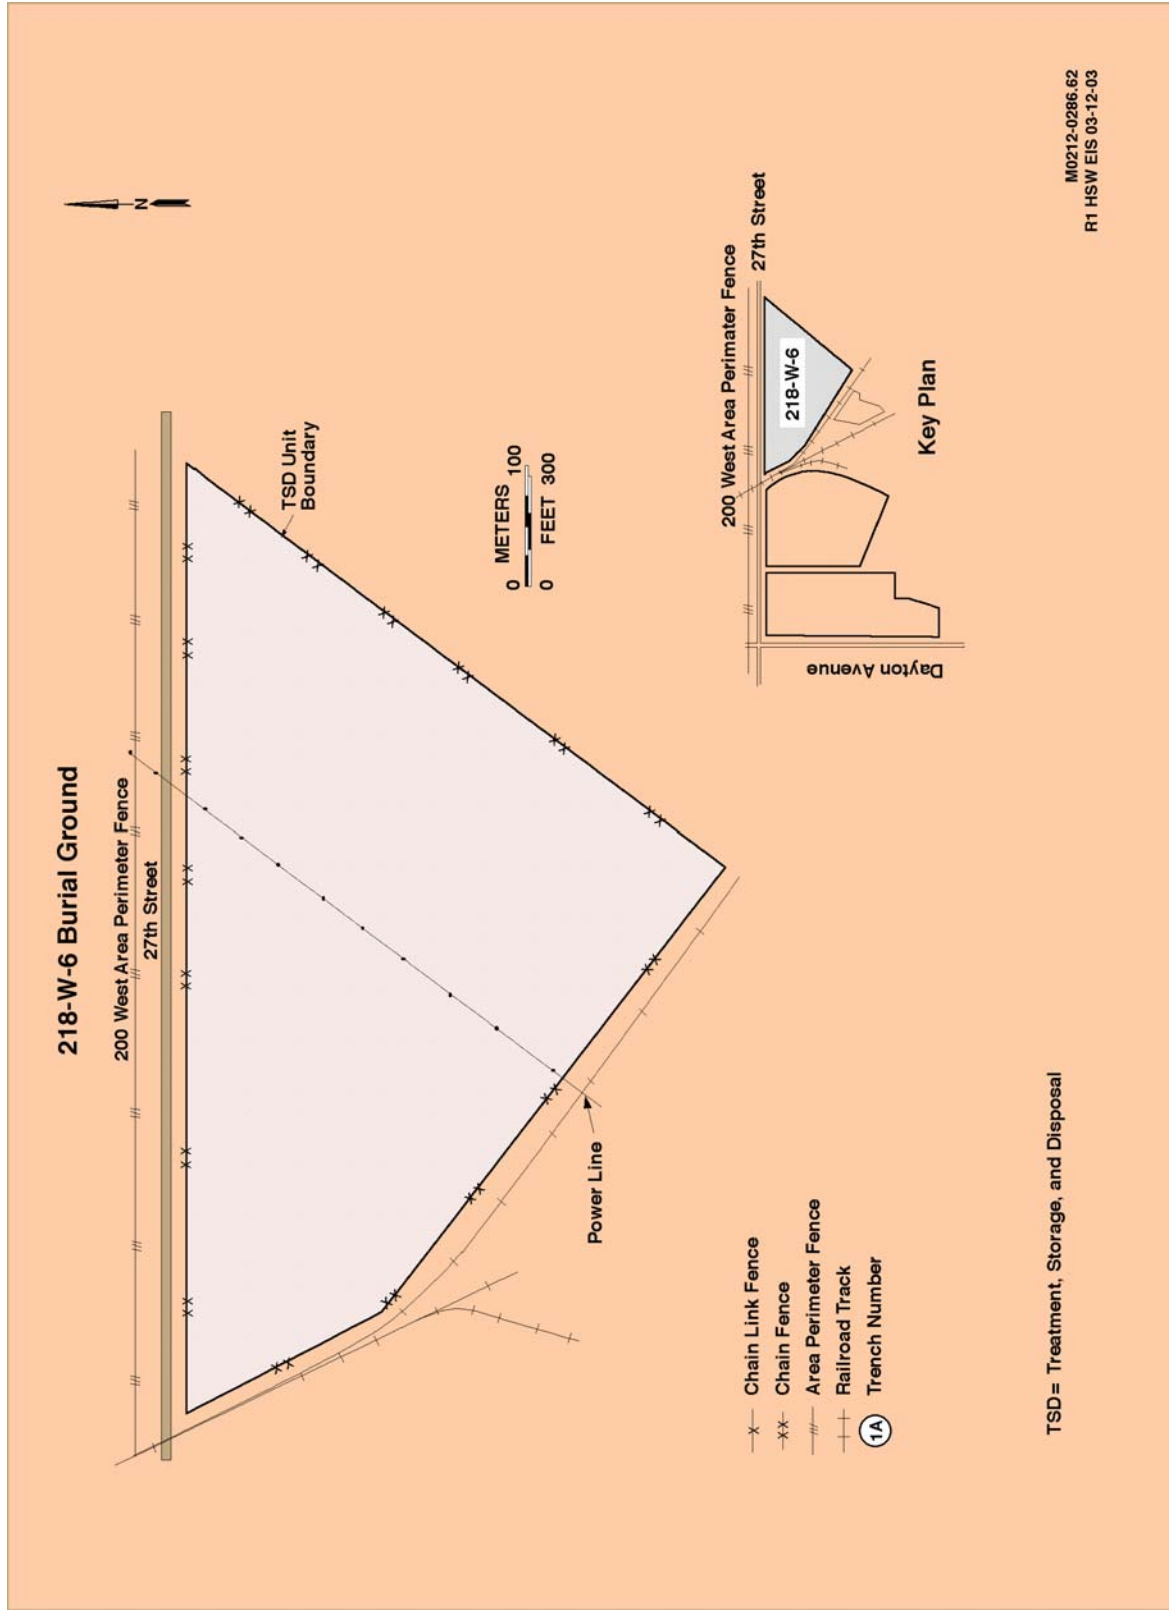 218-W-6 Burial Ground
200 West Area Perimeter Fence
27th Street
N
TSD Unit
Boundary
0 METERS 100
0 FEET 300
Power Line
Chain Link Fence
Chain Fence
Area Perimeter Fence
Railroad Track
1A Trench Number
TSD= Treatment, Storage, and Disposal
200 West Area Perimater Fence
27th Street
218-W-6
Dayton Avenue
Key Plan
M0212-0286.62
R1 HSW EIS 03-12-03